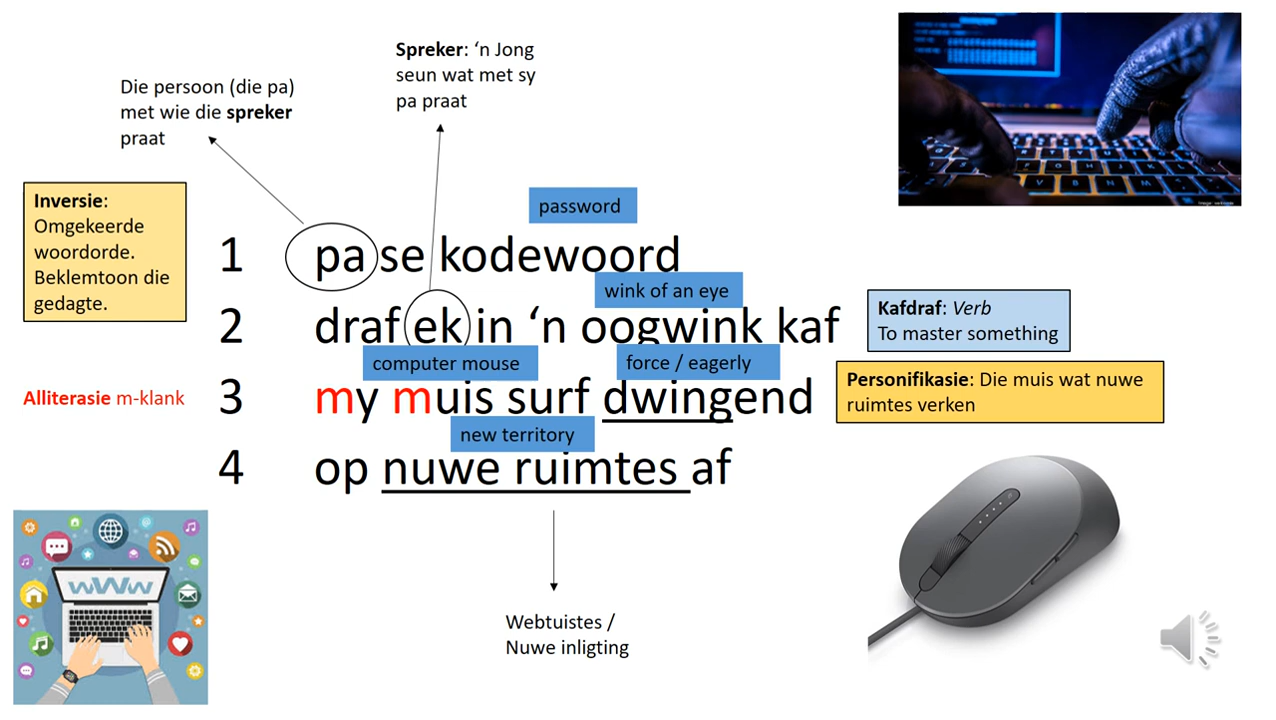 Spreker: ‘n Jong
seun wat met sy
pa praat
Die persoon (die pa)
met wie die spreker
praat
Inversie:
Omgekeerde
woordorde.
Beklemtoon die
gedagte.
password
1 pa se kodewoord
wink of an eye
2 draf ek in ‘n oogwink kaf
Kafdraf: Verb
To master something
computer mouse
force / eagerly
Alliterasie m-klank
3 my muis surf dwingend
Personifikasie: Die muis wat nuwe
ruimtes verken
new territory
4 op nuwe ruimtes af
www
Webtuistes /
Nuwe inligting